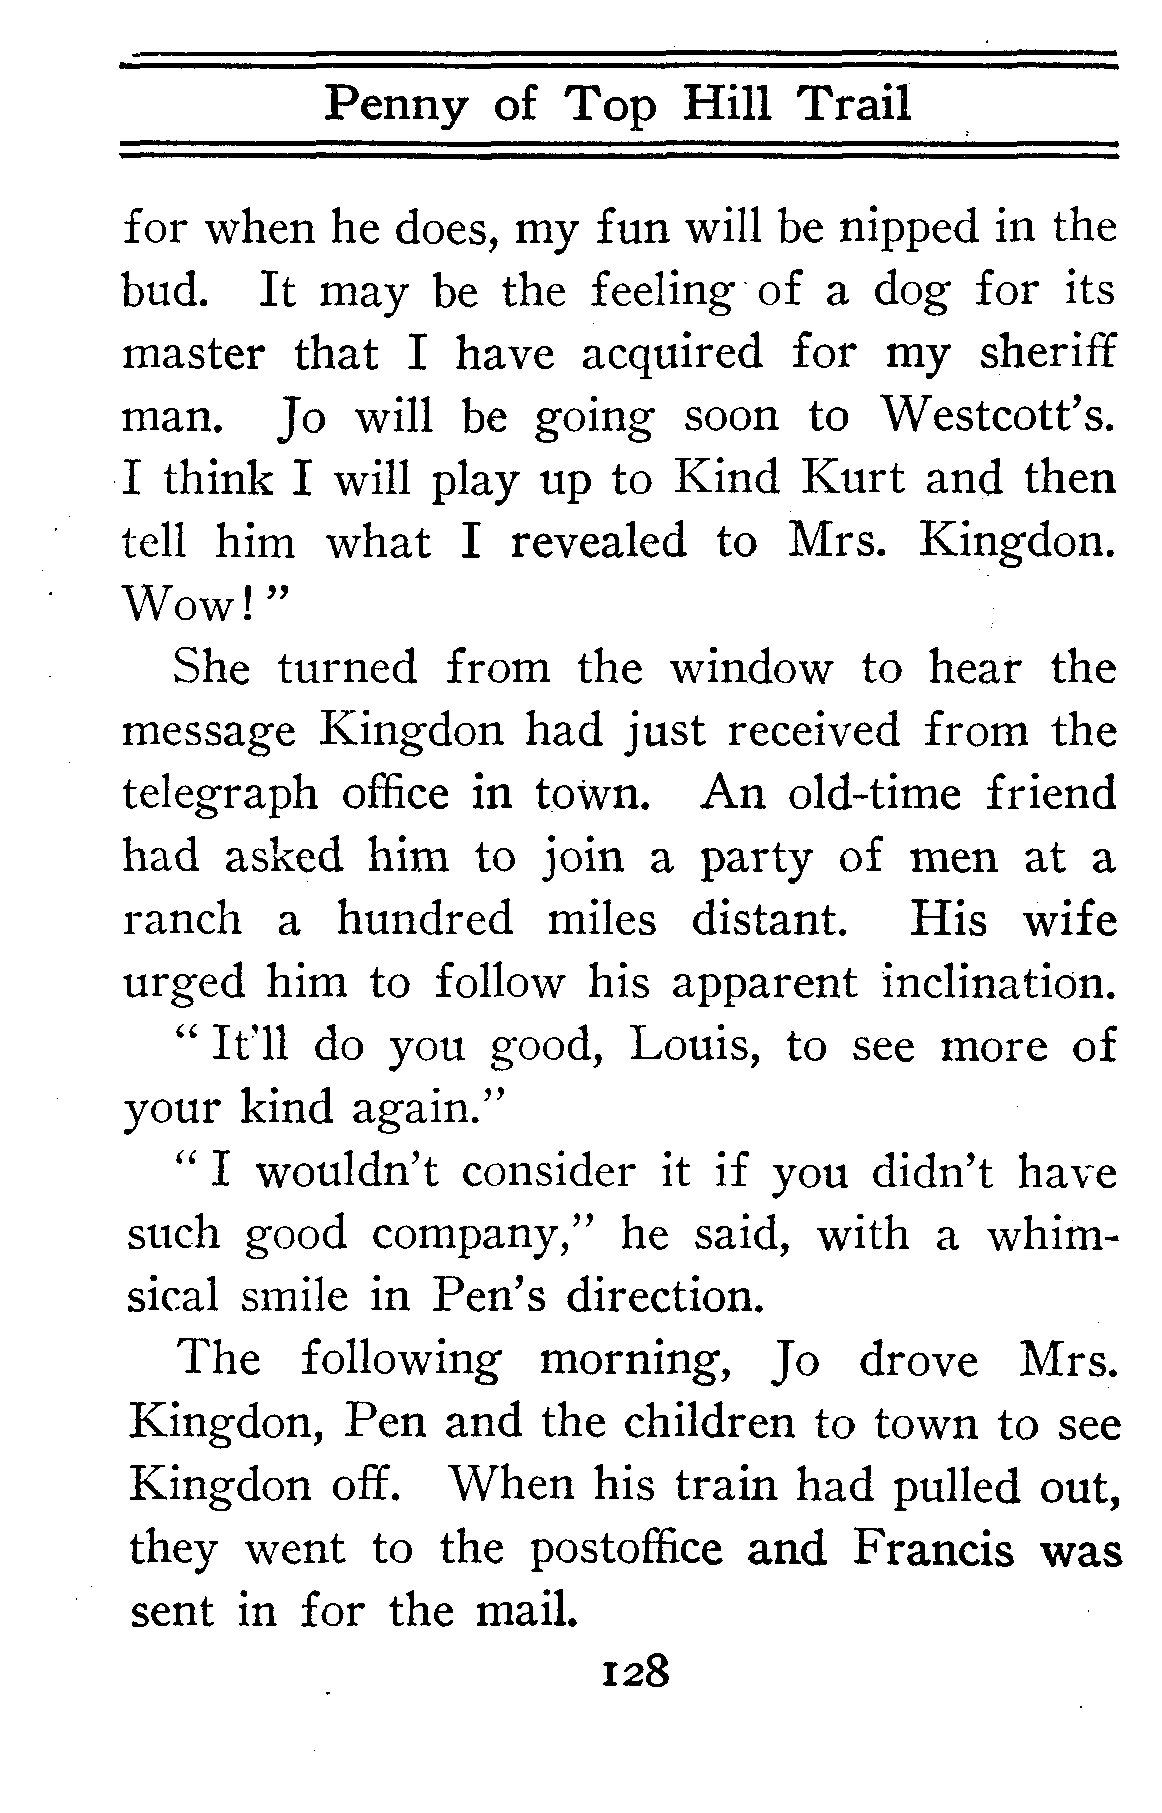 Penny of Top Hill Trail
for when he does, my fun will be nipped in the
bud. It may be the feeling of a dog for its
master that I have acquired for my sheriff
man. Jo will be going soon to Westcott's.
I think I will play up to Kind Kurt and then
tell him what I revealed to Mrs. Kingdon.
Wow!"
She turned from the window to hear the
message Kingdon had just received from the
telegraph office in town. An old-time friend
had asked him to join a party of men at a
ranch a hundred miles distant. His wife
urged him to follow his apparent inclination.
"It'll do you good, Louis, to see more of
your kind again."
"I wouldn't consider it if you didn't have
such good company," he said, with a whim-
sical smile in Pen's direction.
The following morning, Jo drove Mrs.
Kingdon, Pen and the children to town to see
Kingdon off. When his train had pulled out,
they went to the postoffice and Francis was
sent in for the mail.
128